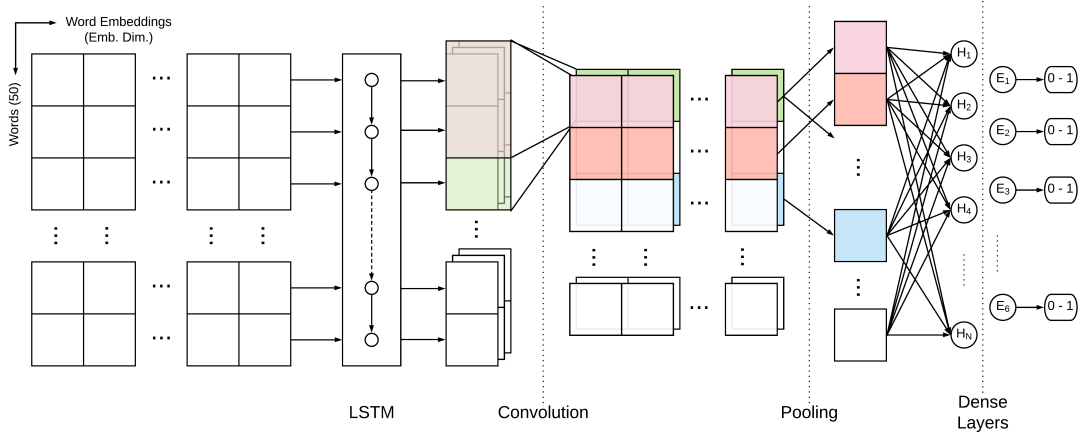 Word Embeddings
(Emb. Dim.)
Words (50)
H1
H2
H3
H4
HN
E1
0 - 1
E2
0 - 1
E3
0 - 1
E6
0 - 1
LSTM
Convolution
Pooling
Dense
Layers